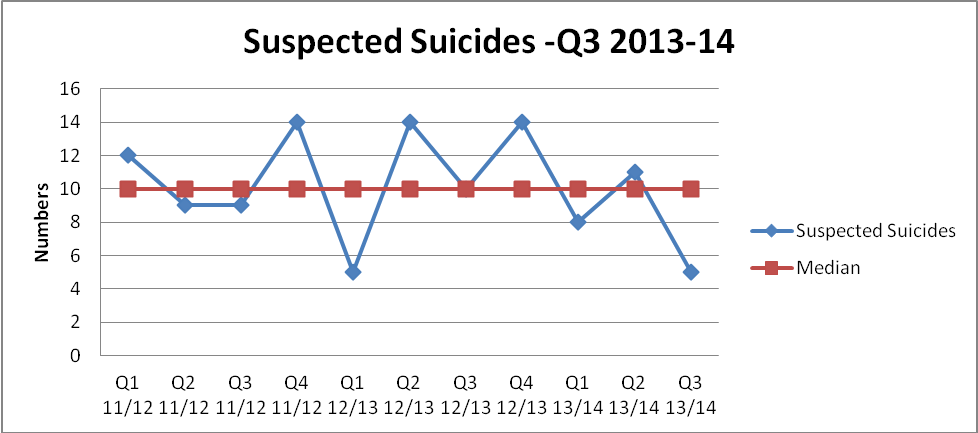 Suspected Suicides -Q3 2013-14
16
14
12
10
8
6
4
2
0
Numbers
Q1 Q2 Q3 Q4 Q1 Q2 Q3 Q4 Q1 Q2 Q3
11/12 11/12 11/12 11/12 12/13 12/13 12/13 12/13 13/14 13/14 13/14
Suspected Suicides
Median